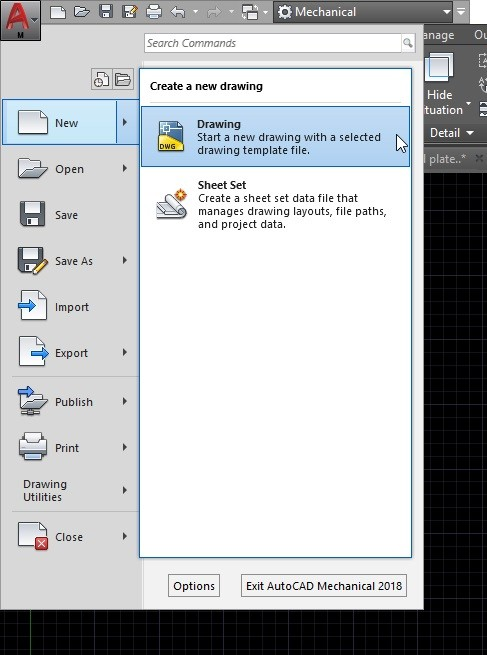 A
M
Mechanical
Search Commands
anage
Ou
Create a new drawing
New
Drawing
Start a new drawing with a selected
drawing template file.
DWG
Hide
ituation
Detail
Open
l plate..*
Sheet Set
Create a sheet set data file that
manages drawing layouts, file paths,
and project data.
Save
Save As
Import
Export
Publish
Print
Drawing
Utilities
Close
Options
Exit AutoCAD Mechanical 2018